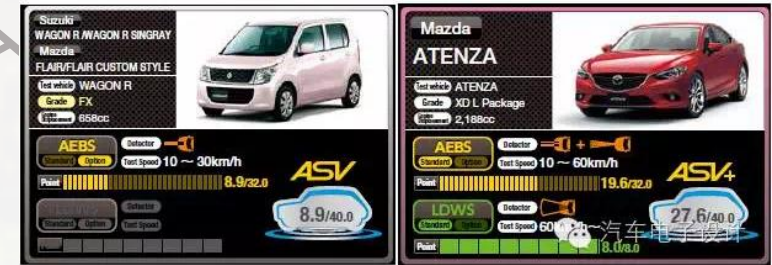 Suzuki
WAGON R/WAGON R SINGRAY
Mazda
FLAIR/FLAIR CUSTOM STYLE
Test vehicle WAGON R
Grade FX
658cc
AEBS
Detector
Standard Option
Test Speed 10 ~ 30km/h
Point 8.9/32.0
ASV
8.9/40.0
Detector
Standard Option Test Speed
Mazda
ATENZA
Test vehicle ATENZA
Grade XD L Package
2,188cc
AEBS
Detector +
Standard Option
Test Speed 10 ~ 60km/h
Point 19.6/32.0
ASV+
27.6/40.0
LDWS
Detector
Standard Option
Test Speed 60
Point 8.0/8.0
汽车电子设计